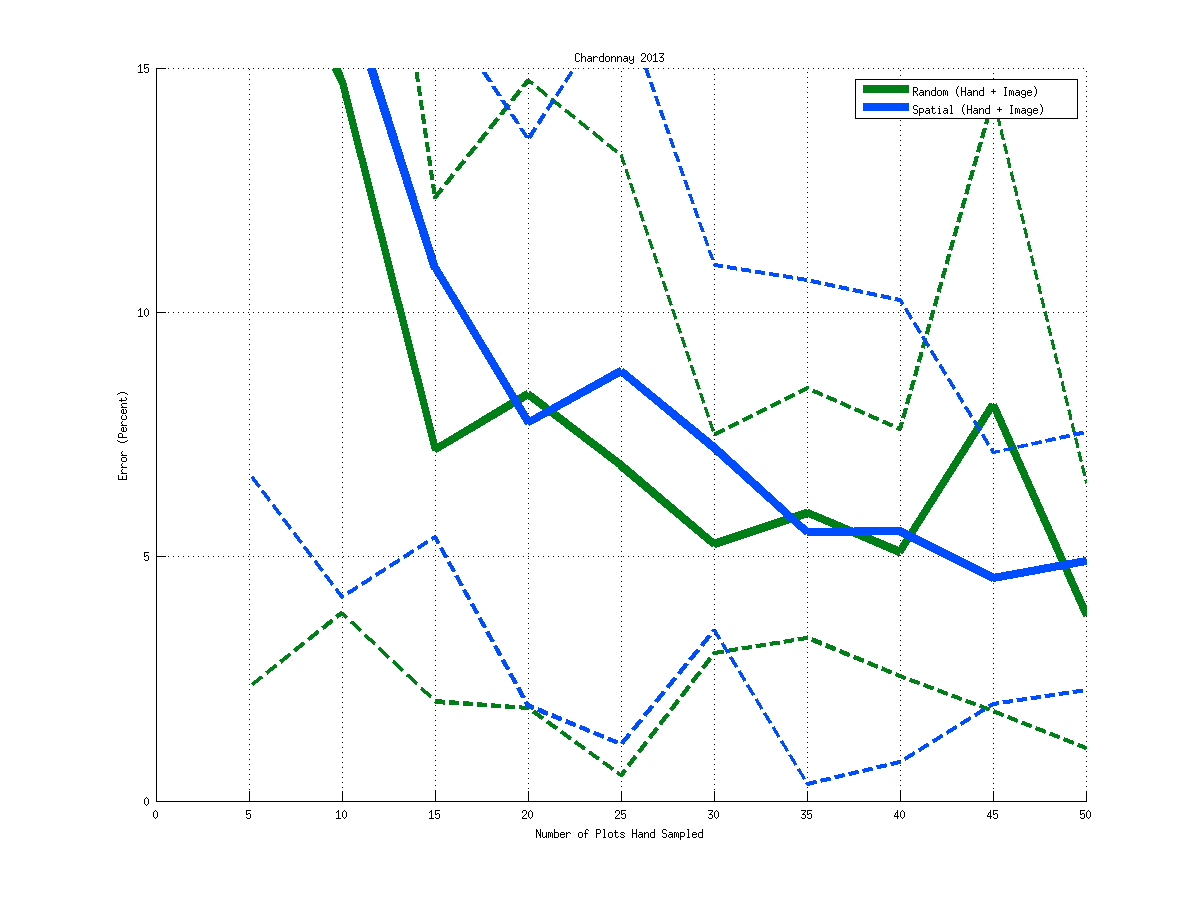 Chardonnay 2013
Random (Hand + Image)
Spatial (Hand + Image)
Error (Percent)
15
10
5
0
0 5 10 15 20 25 30 35 40 45 50
Number of Plots Hand Sampled